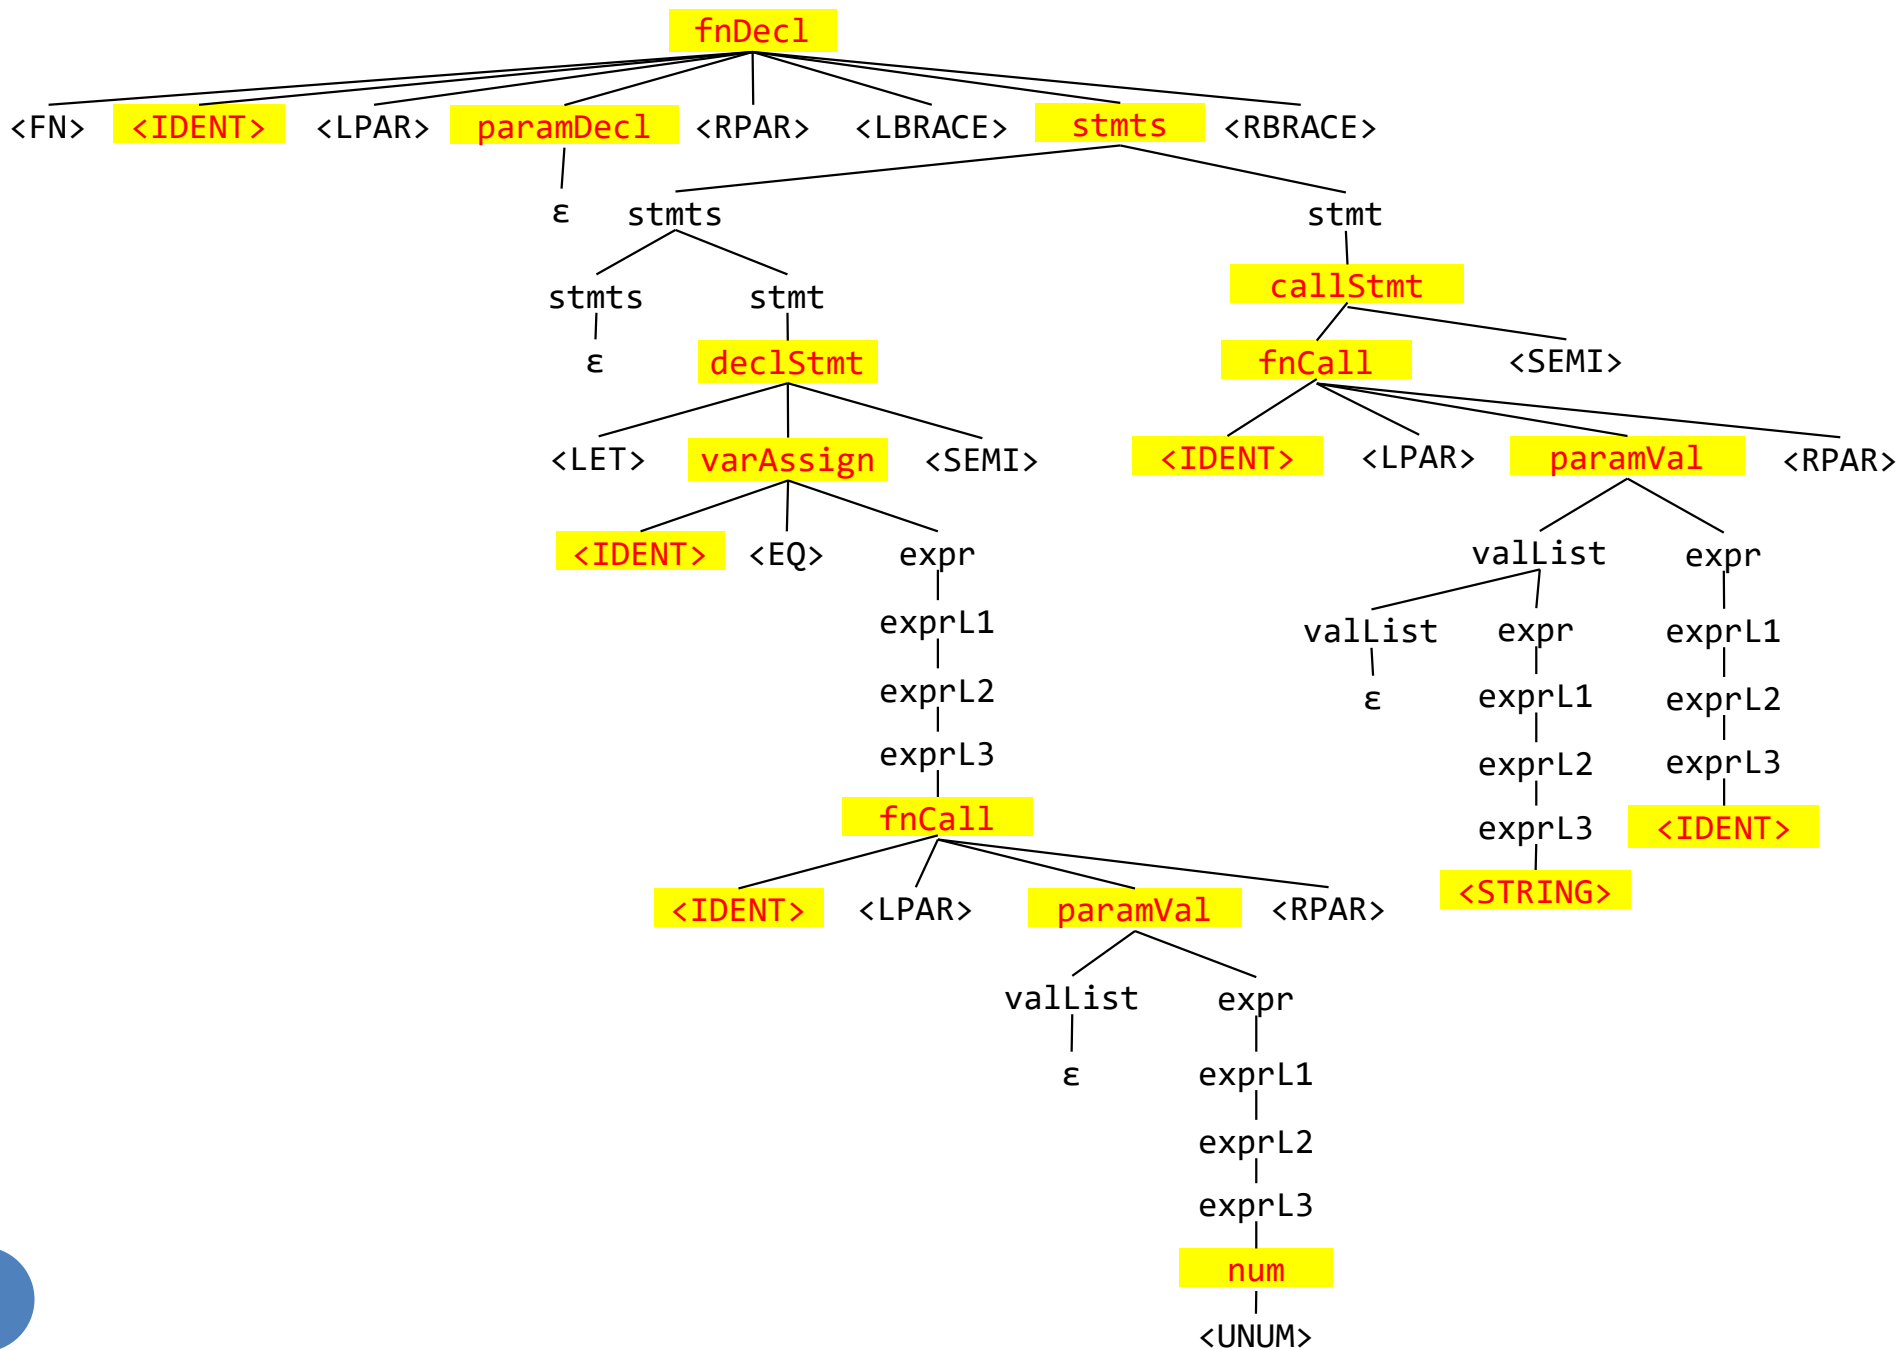 fnDecl
<FN> <IDENT> <LPAR> paramDecl <RPAR> <LBRACE> stmts <RBRACE>
ε stmts stmt
stmts stmt callStmt
ε declStmt fnCall <SEMI>
<LET> varAssign <SEMI> <IDENT> <LPAR> paramVal <RPAR>
<IDENT> <EQ> expr valList expr
exprL1 valList expr exprL1
exprL2 ε exprL1 exprL2
exprL3 exprL2 exprL3
fnCall exprL3 <IDENT>
<IDENT> <LPAR> paramVal <RPAR> <STRING>
valList expr
ε exprL1
exprL2
exprL3
num
<UNUM>